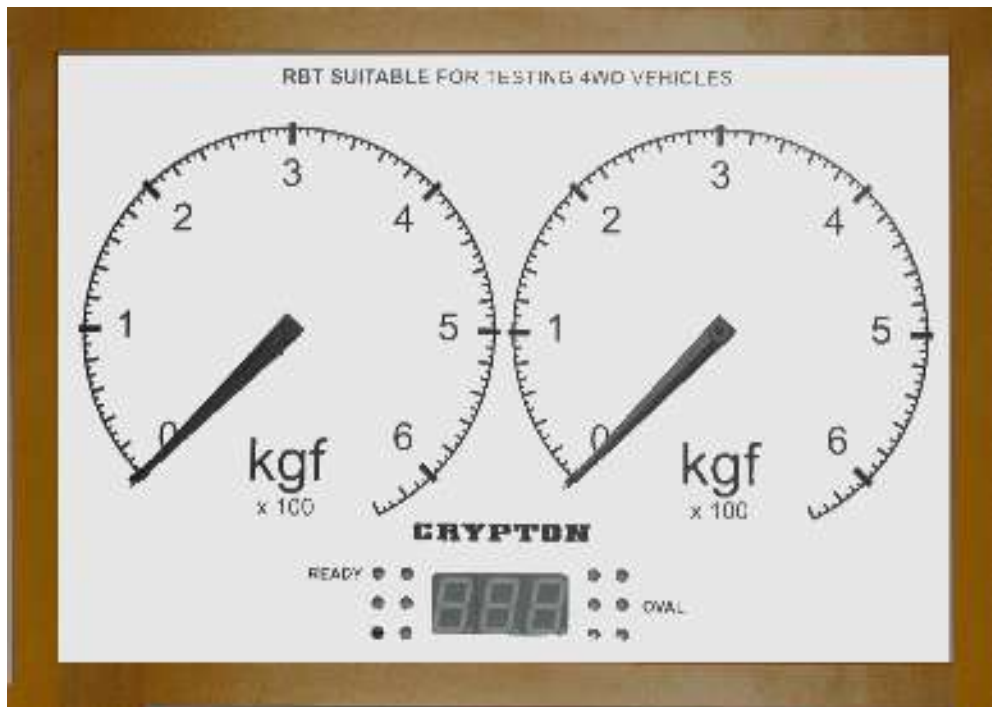 RBT SUITABLE FOR TESTING 4WD VEHICLES
0 1 2 3 4 5 6
kgf
x 100
0 1 2 3 4 5 6
kgf
x 100
CRYPTON
READY
OVAL